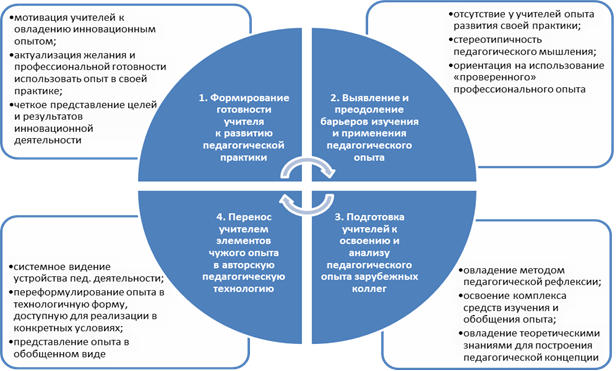 •мотивация учителей к
овладению инновационным
опытом;
•актуализация желания и
профессиональной готовности
использовать опыт в своей
практике;
•четкое представление целей
и результатов
инновационной
деятельности
•отсутствие у учителей опыта
развития своей практики;
•стереотипичность
педагогического мышления;
•ориентация на использование
«проверенного»
профессионального опыта
1. Формирование
готовности
учителя
к развитию
педагогической
практики
2. Выявление и
преодоление
барьеров изучения
и применения
педагогического
опыта
4. Перенос
учителем
элементов
чужого опыта
в авторскую
педагогическую
технологию
3. Подготовка
учителей к
освоению и
анализу
педагогического
опыта зарубежных
коллег
•системное видение
устройства пед. деятельности;
•переформулирование опыта в
технологичную форму,
доступную для реализации в
конкретных условиях;
•представление опыта в
обобщенном виде
•овладение методом
педагогической рефлексии;
•освоение комплекса
средств изучения и
обобщения опыта;
•овладение теоретическими
знаниями для построения
педагогической концепции